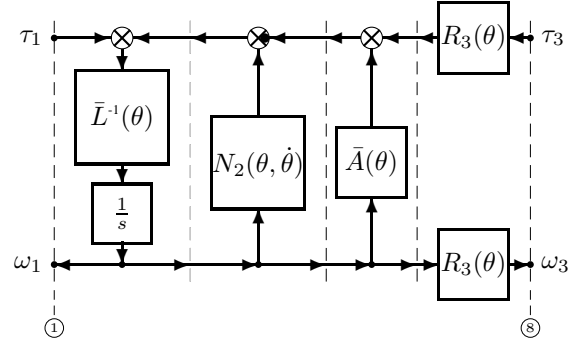 τ₁ R₃(θ) τ₃
L̄⁻¹(θ)
N₂(θ, θ̇) Ā(θ)
1/s
ω₁ R₃(θ) ω₃
① ⑧